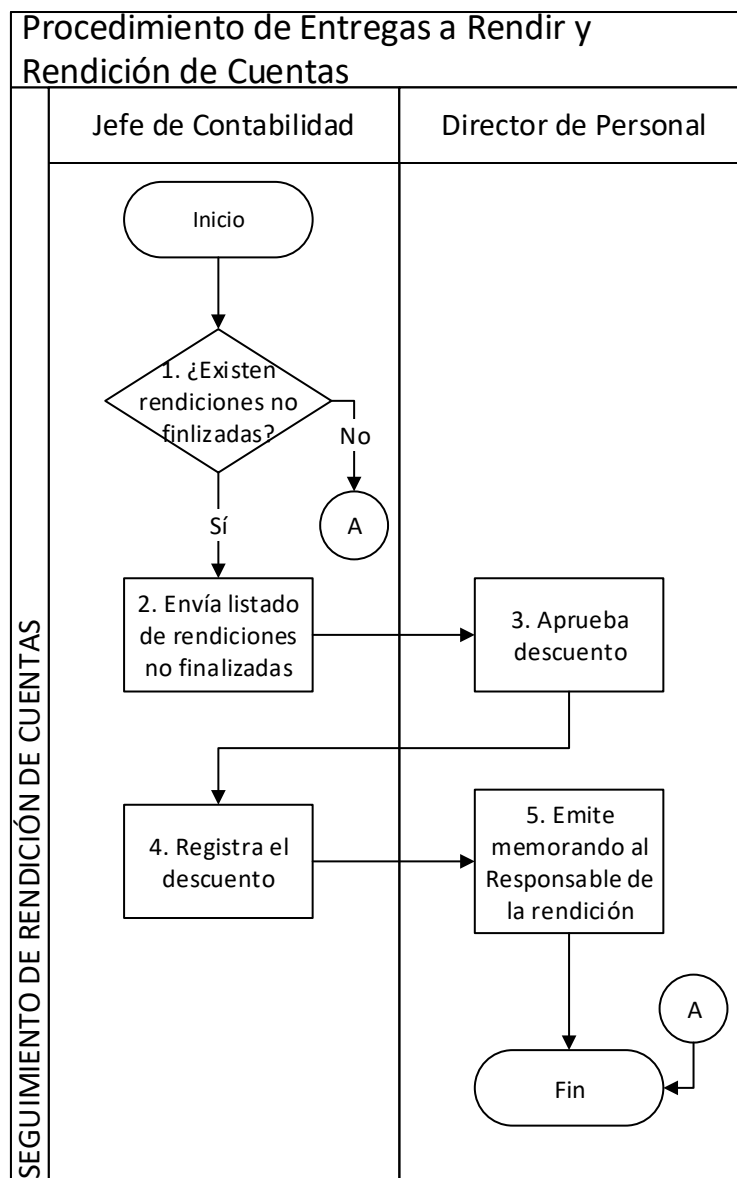 Procedimiento de Entregas a Rendir y
Rendición de Cuentas
Jefe de Contabilidad
Director de Personal
SEGUIMIENTO DE RENDICIÓN DE CUENTAS
Inicio
1. ¿Existen
rendiciones no
finlizadas?
No
A
Sí
2. Envía listado
de rendiciones
no finalizadas
3. Aprueba
descuento
4. Registra el
descuento
5. Emite
memorando al
Responsable de
la rendición
A
Fin